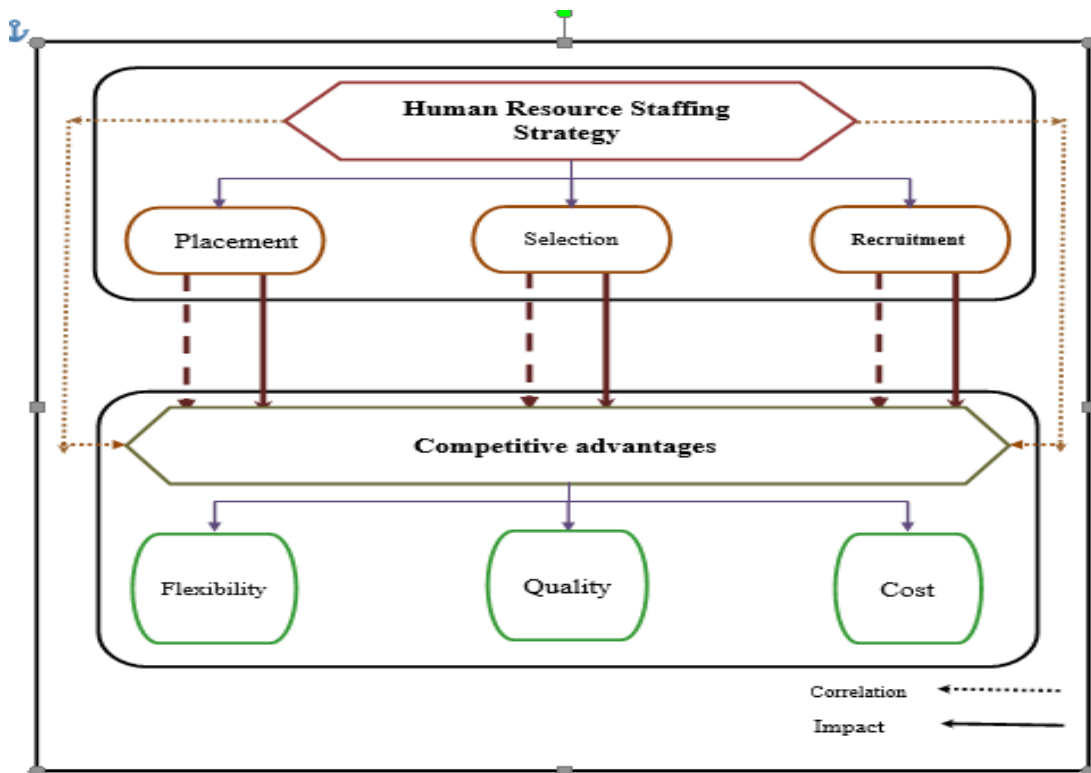 Human Resource Staffing
Strategy
Placement
Selection
Recruitment
Competitive advantages
Flexibility
Quality
Cost
Correlation
Impact